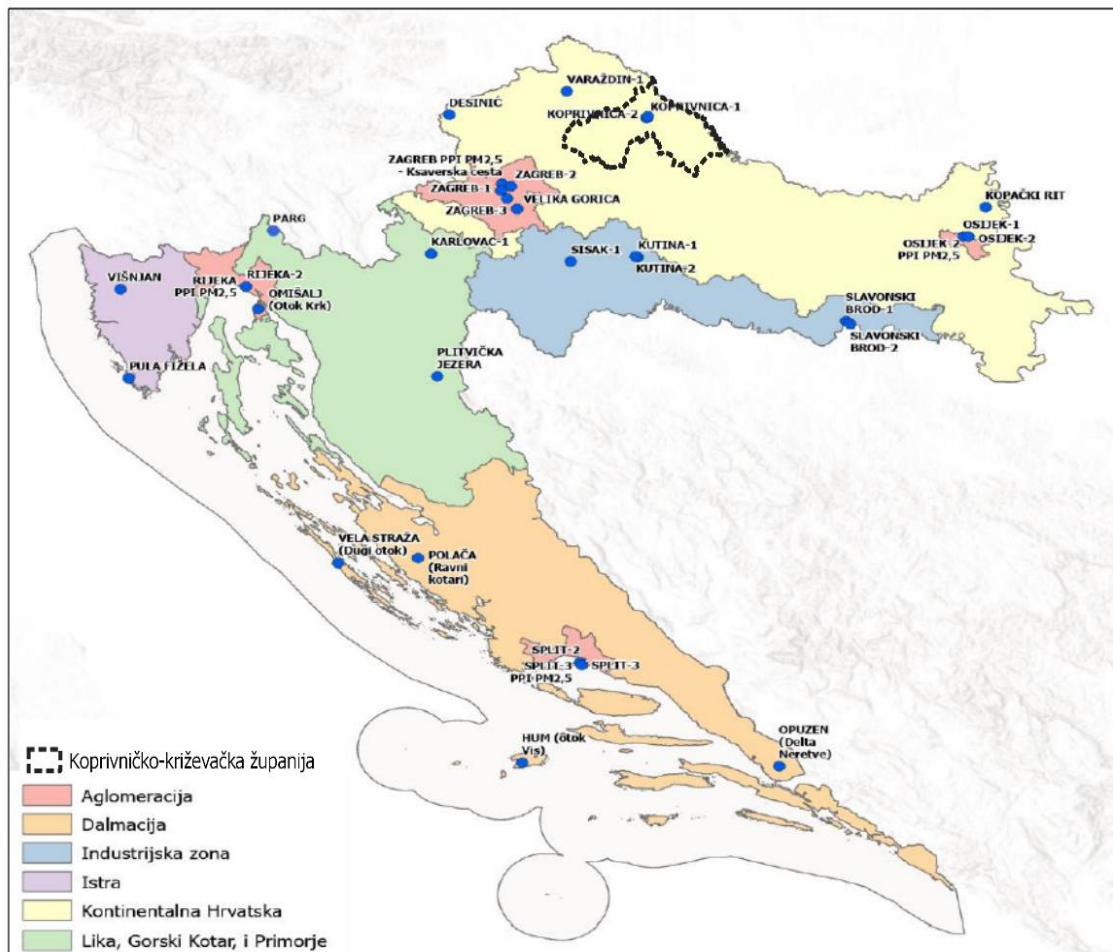 VARAŽDIN-1
DESINIĆ
KOPRIVNICA-1
KOPRIVNICA-2
ZAGREB PPI PM2,5
- Ksaverska cesta
ZAGREB-2
ZAGREB-1
VELIKA GORICA
ZAGREB-3
KOPAČKI RIT
OSIJEK-1
OSIJEK-2
PPI PM2,5
OSIJEK-2
PARG
KARLOVAC-1
SISAK-1
KUTINA-1
KUTINA-2
VIŠNJAN
RIJEKA
PPI PM2,5
RIJEKA-2
OMIŠALJ
(Otok Krk)
SLAVONSKI
BROD-1
SLAVONSKI
BROD-2
PULA FIŽELA
PLITVIČKA
JEZERA
VELA STRAŽA
(Dugi otok)
POLAČA
(Ravni
kotari)
SPLIT-2
SPLIT-3
PPI PM2,5
SPLIT-3
HUM (otok
Vis)
OPUZEN
(Delta
Neretve)
Koprivničko-križevačka županija
Aglomeracija
Dalmacija
Industrijska zona
Istra
Kontinentalna Hrvatska
Lika, Gorski Kotar, i Primorje